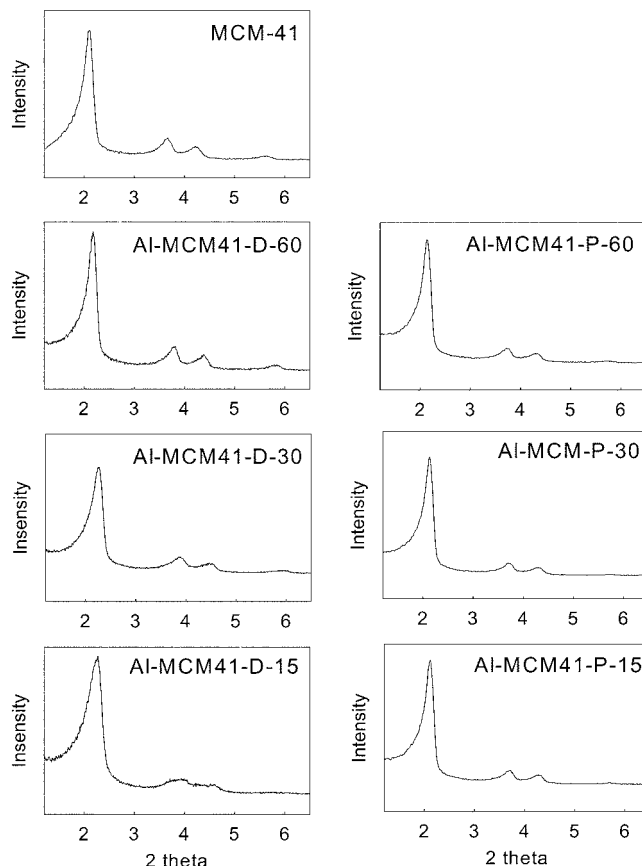 MCM-41
Intensity
2 3 4 5 6
Al-MCM41-D-60
Intensity
2 3 4 5 6
Al-MCM41-P-60
Intensity
2 3 4 5 6
Al-MCM41-D-30
Insensity
2 3 4 5 6
Al-MCM-P-30
Intensity
2 3 4 5 6
Al-MCM41-D-15
Insensity
2 3 4 5 6
2 theta
Al-MCM41-P-15
Intensity
2 3 4 5 6
2 theta